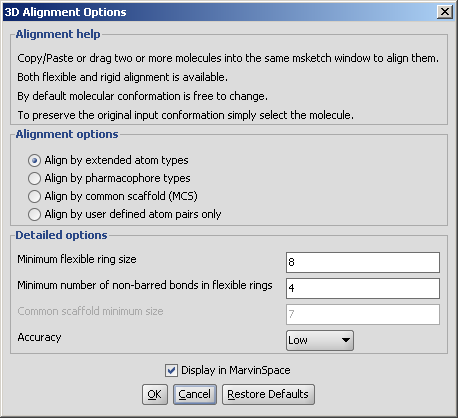 3D Alignment Options
Alignment help
Copy/Paste or drag two or more molecules into the same msketch window to align them.
Both flexible and rigid alignment is available.
By default molecular conformation is free to change.
To preserve the original input conformation simply select the molecule.
Alignment options
Align by extended atom types
Align by pharmacophore types
Align by common scaffold (MCS)
Align by user defined atom pairs only
Detailed options
Minimum flexible ring size 8
Minimum number of non-barred bonds in flexible rings 4
Common scaffold minimum size 7
Accuracy Low
Display in MarvinSpace
OK Cancel Restore Defaults